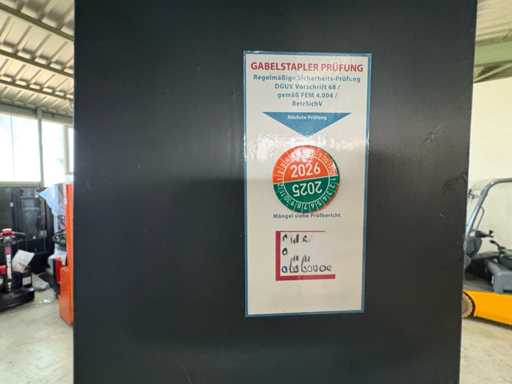 GABELSTAPLER PRÜFUNG
Regelmäßige Sicherheits-Prüfung
DGUV Vorschrift 68 /
gemäß FEM 4.004 /
BetrSichV
Nächste Prüfung
2026
2025
Mängel siehe Prüfbericht